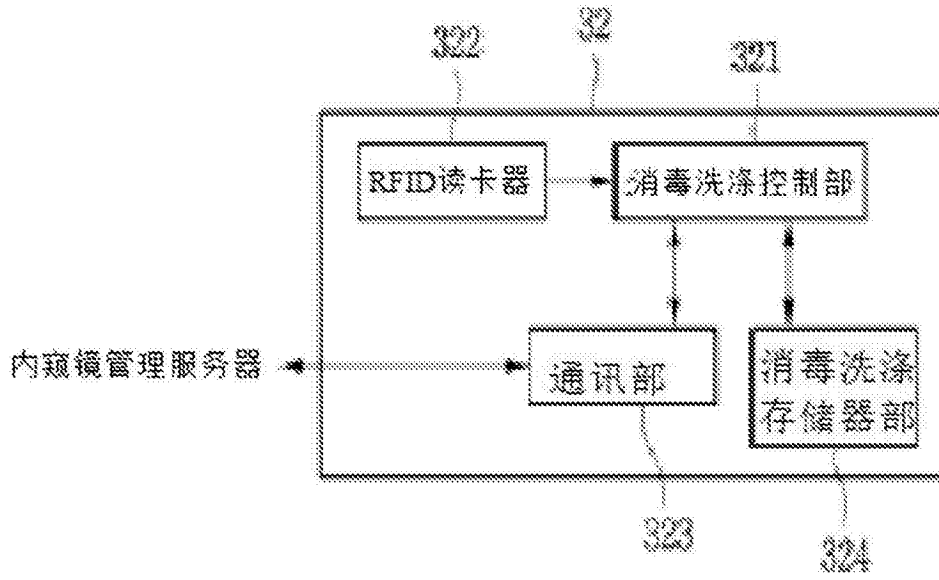 322
32
321
RFID读卡器
消毒洗涤控制部
内窥镜管理服务器
通讯部
消毒洗涤
存储器部
323
324